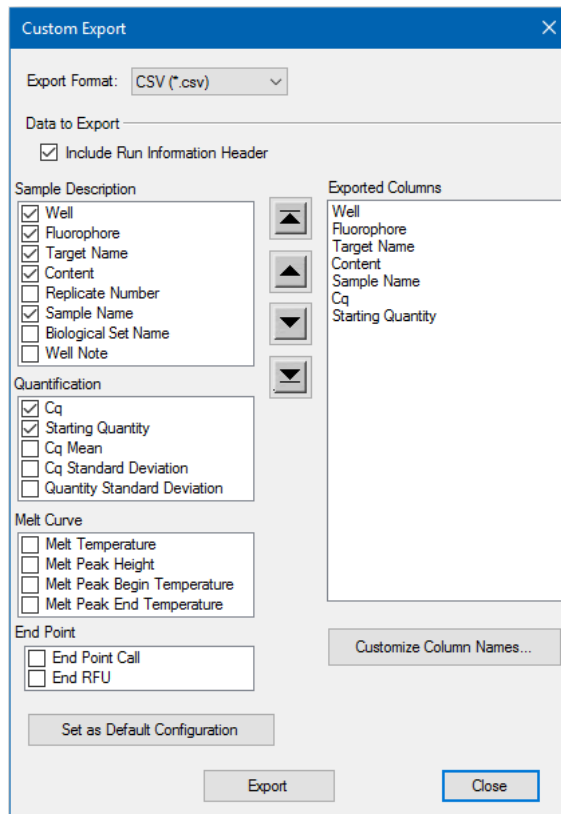 Custom Export
Export Format: CSV (*.csv)
Data to Export
Include Run Information Header
Sample Description
Well
Fluorophore
Target Name
Content
Replicate Number
Sample Name
Biological Set Name
Well Note
Quantification
Cq
Starting Quantity
Cq Mean
Cq Standard Deviation
Quantity Standard Deviation
Melt Curve
Melt Temperature
Melt Peak Height
Melt Peak Begin Temperature
Melt Peak End Temperature
End Point
End Point Call
End RFU
Set as Default Configuration
Exported Columns
Well
Fluorophore
Target Name
Content
Sample Name
Cq
Starting Quantity
Customize Column Names...
Export
Close